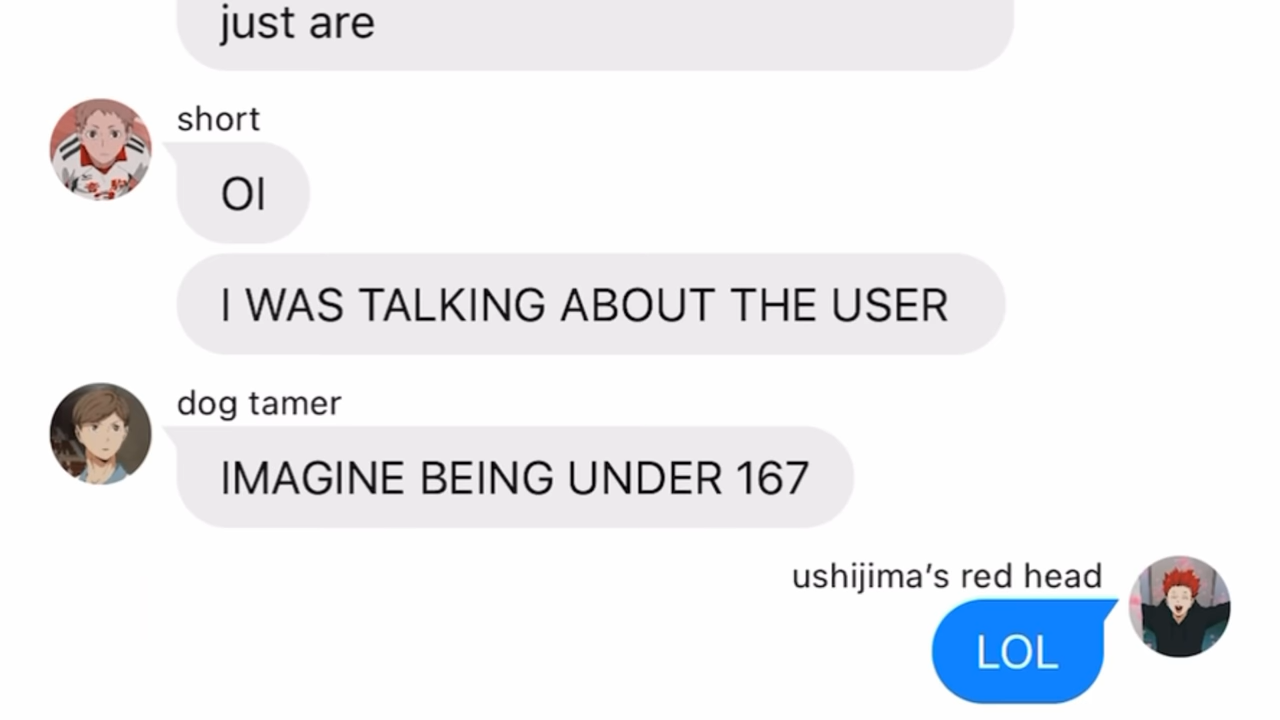 just are
short
OI
I WAS TALKING ABOUT THE USER
dog tamer
IMAGINE BEING UNDER 167
ushijima’s red head
LOL